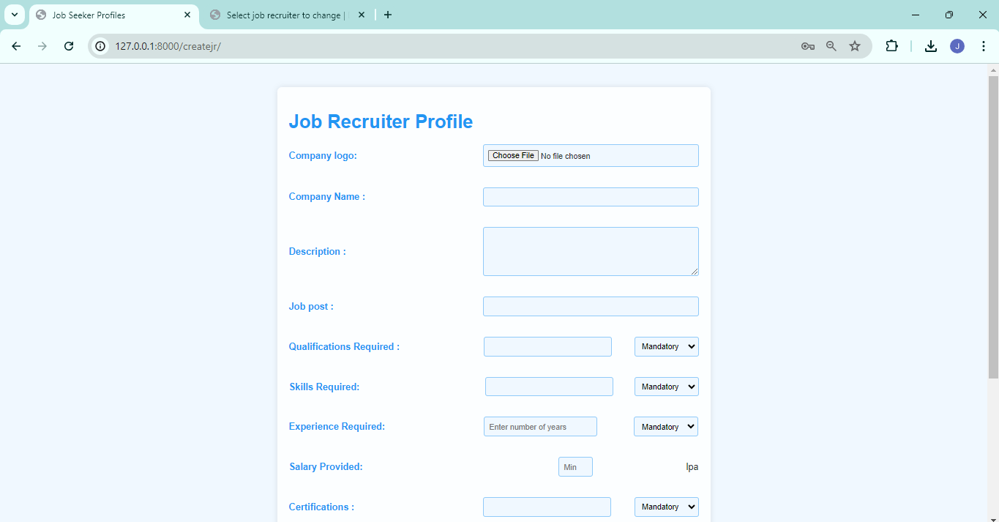 Job Seeker Profiles
Select job recruiter to change |
127.0.0.1:8000/createjr/
J
Job Recruiter Profile
Company logo: Choose File No file chosen
Company Name :
Description :
Job post :
Qualifications Required : Mandatory
Skills Required: Mandatory
Experience Required: Enter number of years Mandatory
Salary Provided: Min lpa
Certifications : Mandatory